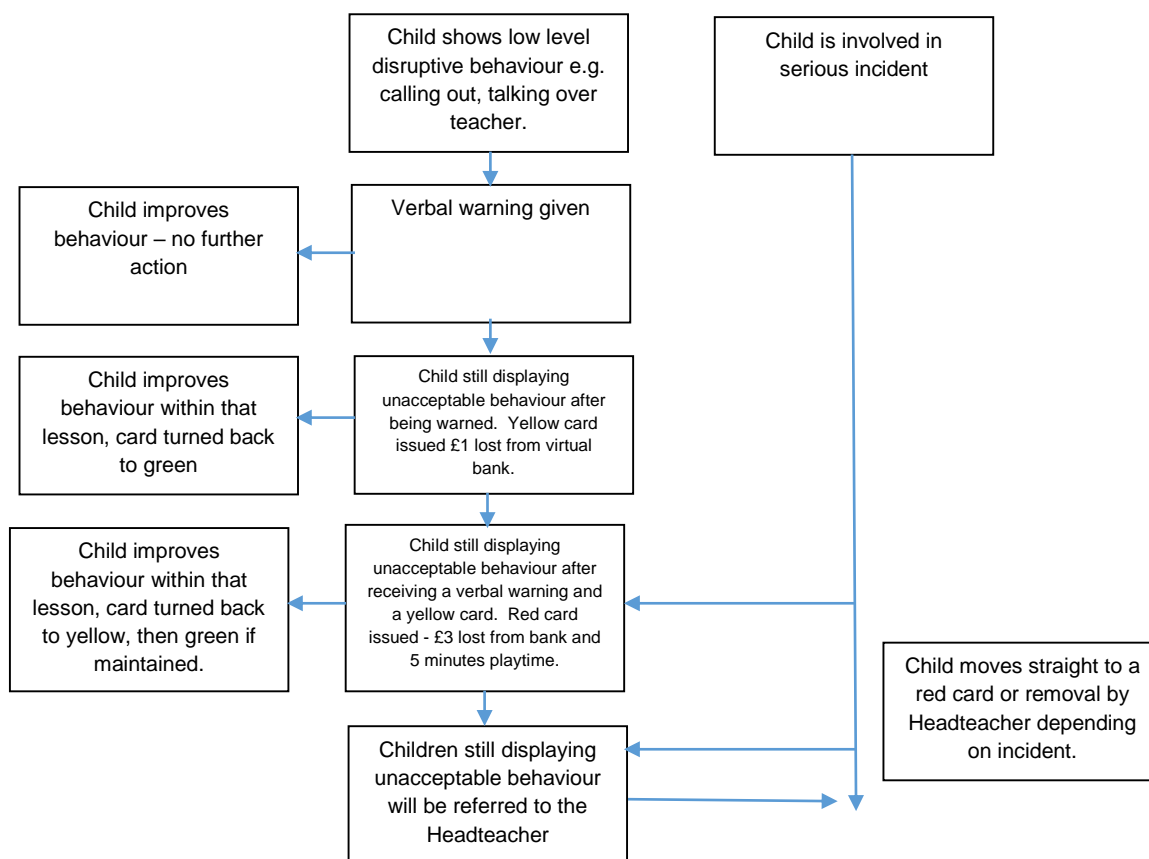 Child shows low level
disruptive behaviour e.g.
calling out, talking over
teacher.
Child is involved in
serious incident
Child improves
behaviour – no further
action
Verbal warning given
Child improves
behaviour within that
lesson, card turned back
to green
Child still displaying
unacceptable behaviour after
being warned.  Yellow card
issued £1 lost from virtual
bank.
Child improves
behaviour within that
lesson, card turned back
to yellow, then green if
maintained.
Child still displaying
unacceptable behaviour after
receiving a verbal warning and
a yellow card.  Red card
issued - £3 lost from bank and
5 minutes playtime.
Child moves straight to a
red card or removal by
Headteacher depending
on incident.
Children still displaying
unacceptable behaviour
will be referred to the
Headteacher